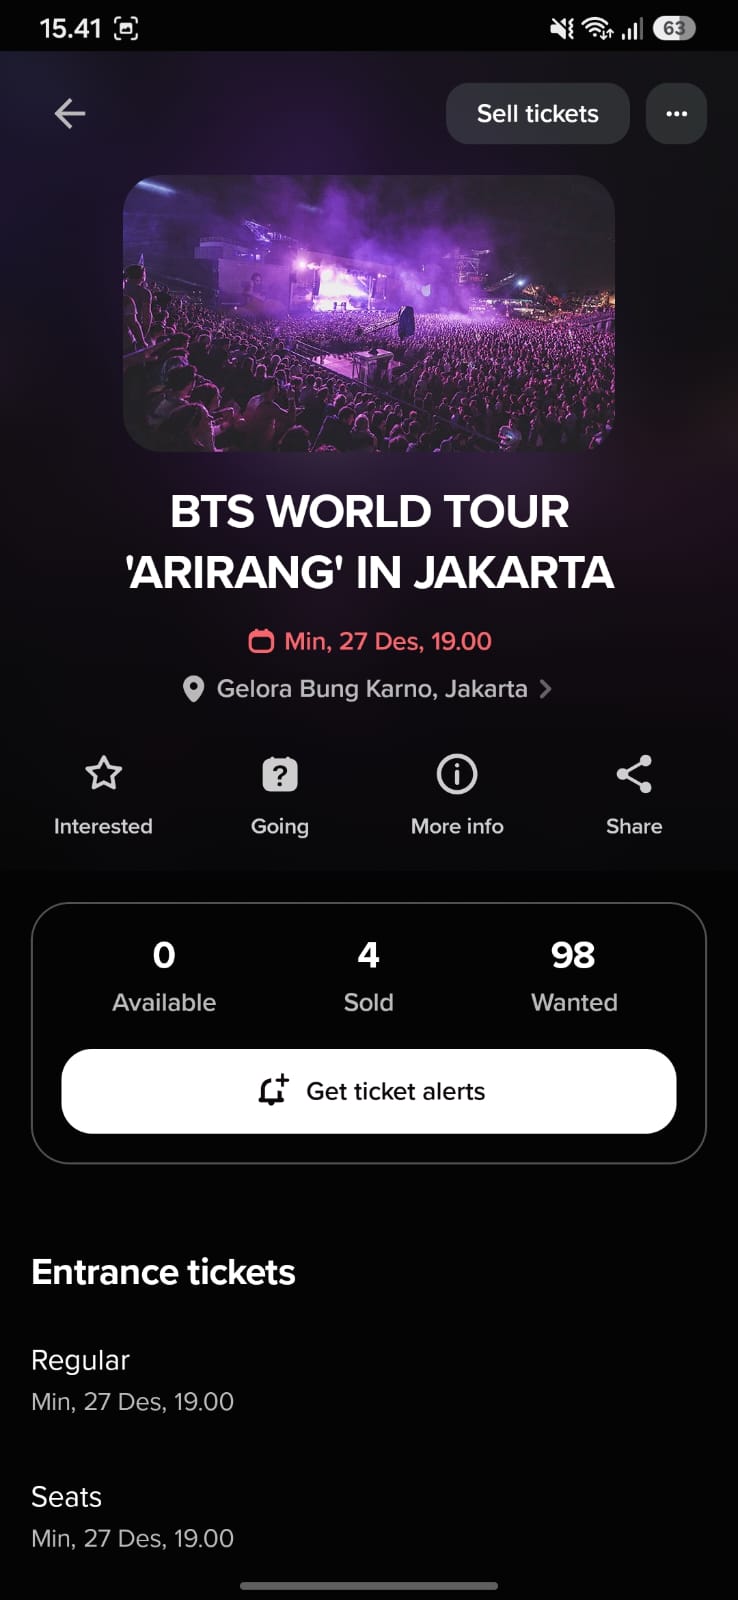 15.41
63
Sell tickets
BTS WORLD TOUR
'ARIRANG' IN JAKARTA
Min, 27 Des, 19.00
Gelora Bung Karno, Jakarta
Interested
Going
More info
Share
0
Available
4
Sold
98
Wanted
Get ticket alerts
Entrance tickets
Regular
Min, 27 Des, 19.00
Seats
Min, 27 Des, 19.00